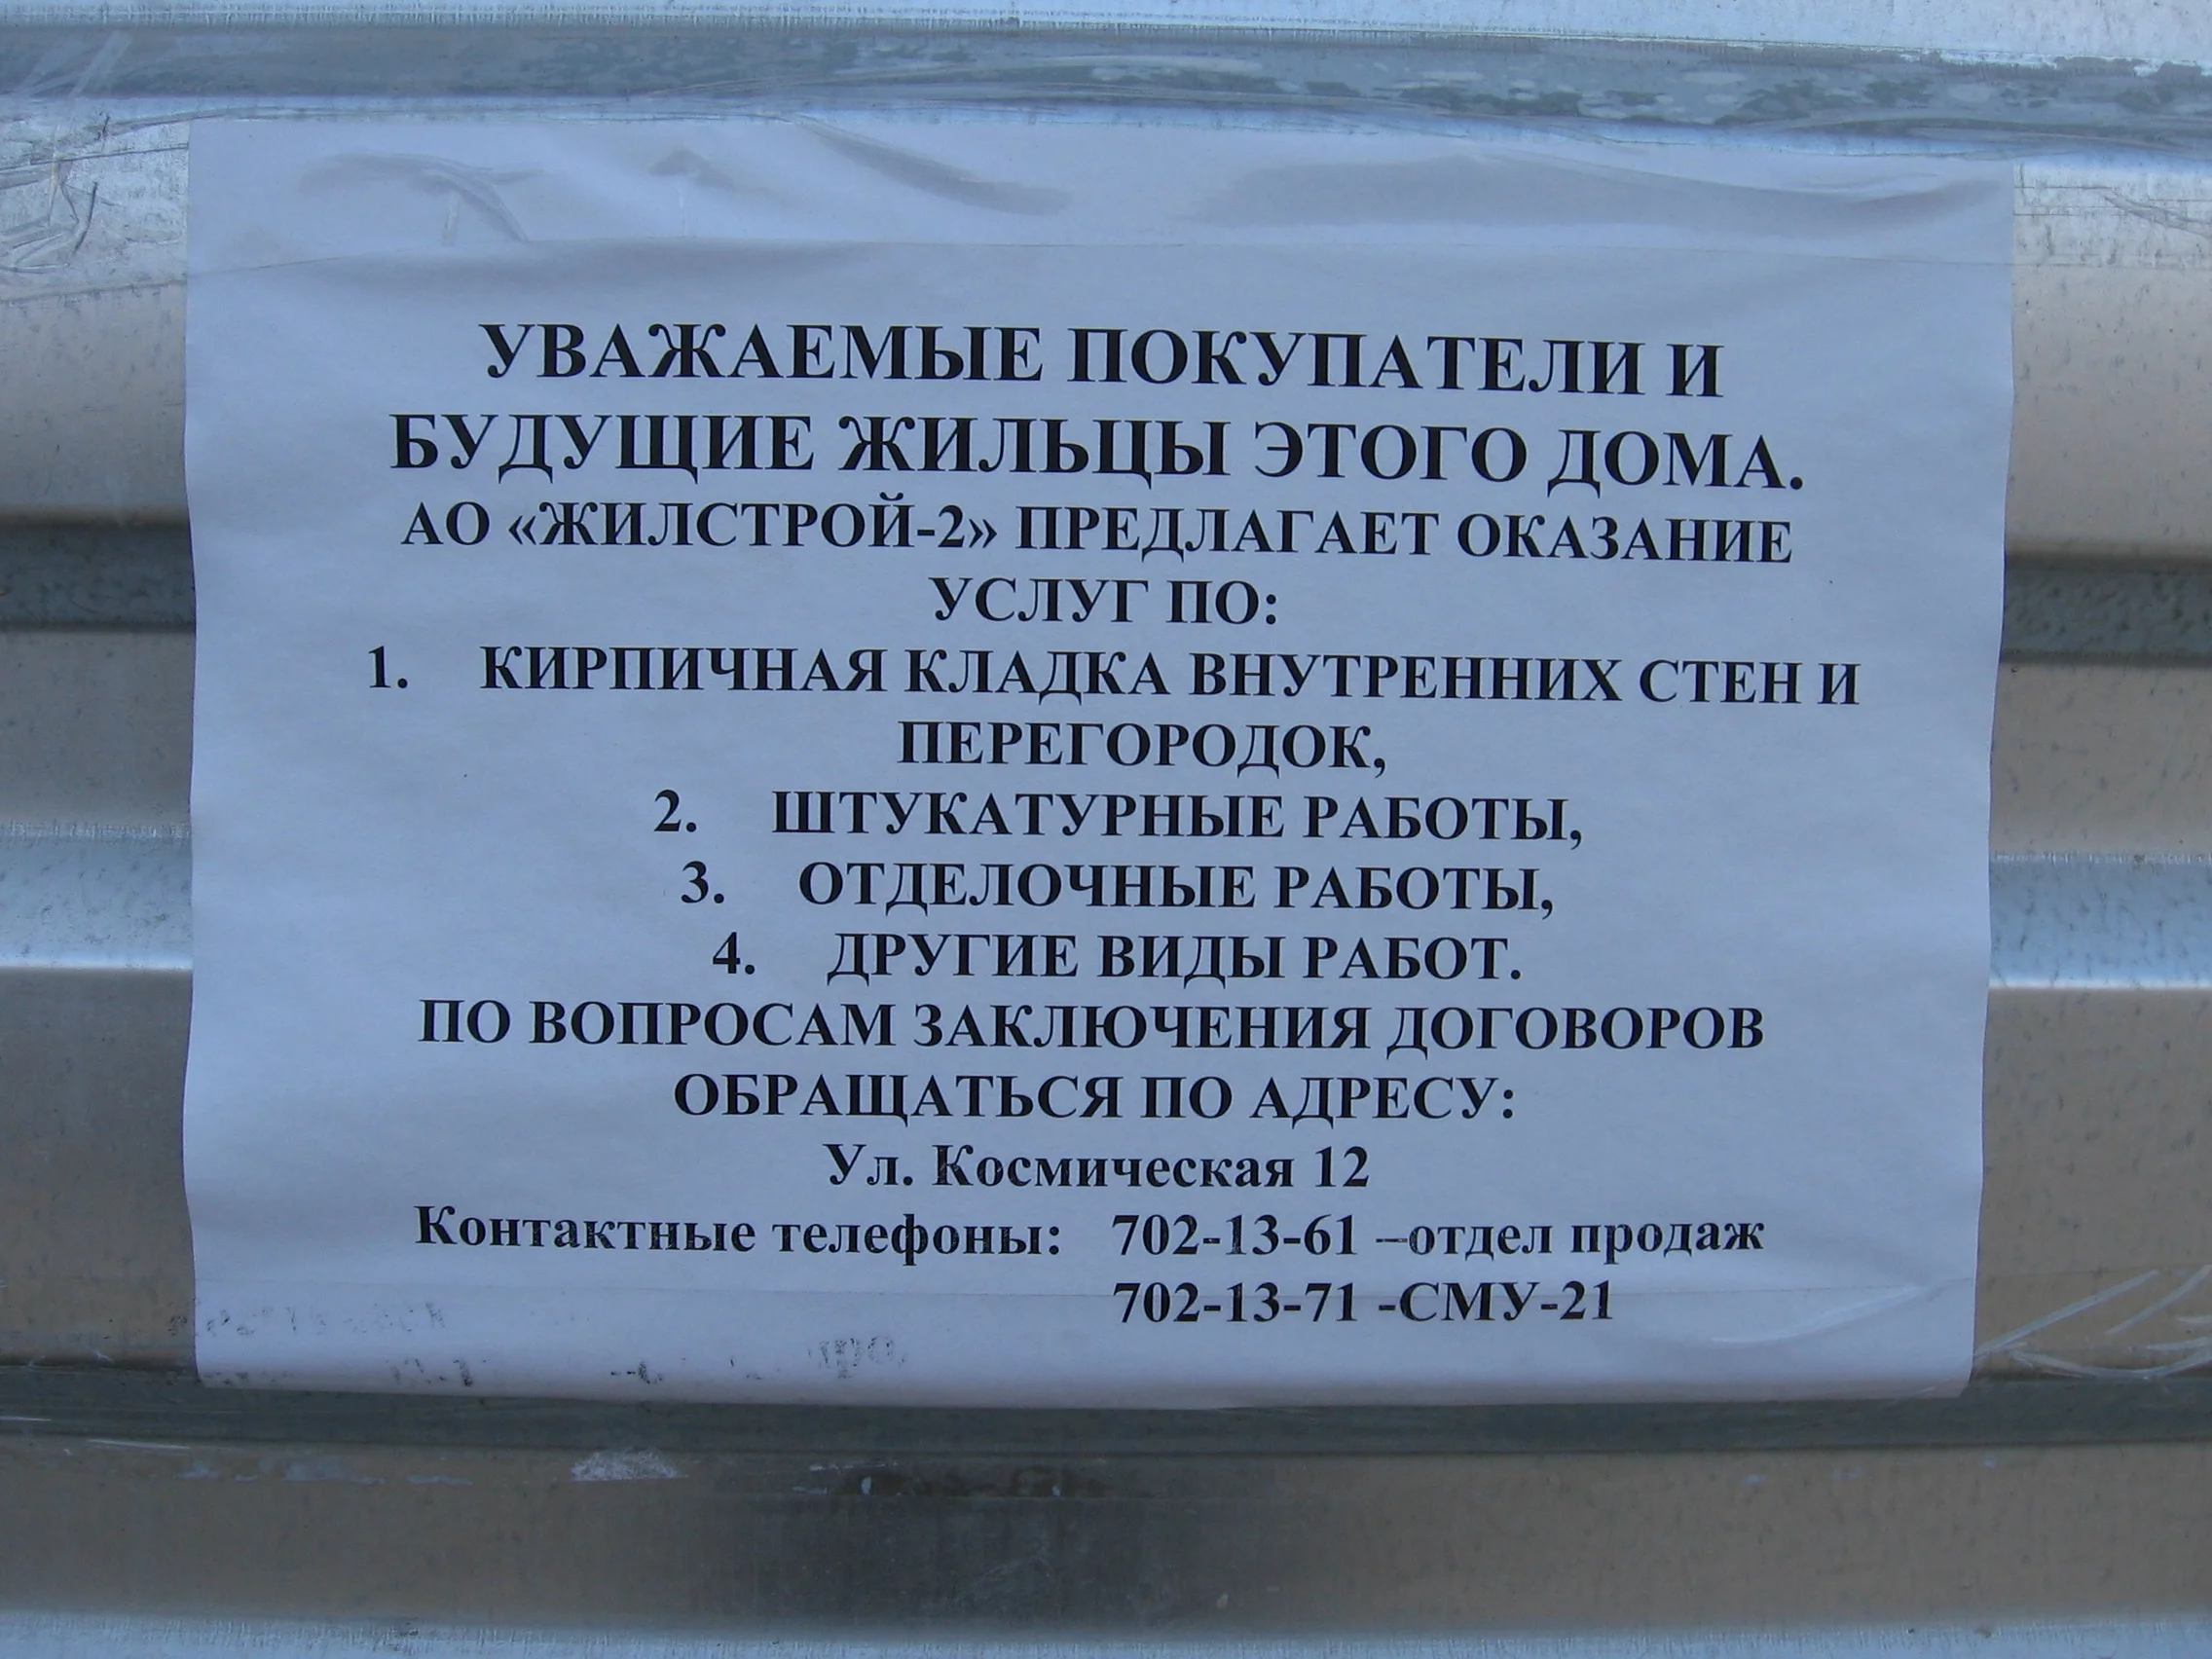 УВАЖАЕМЫЕ ПОКУПАТЕЛИ И
БУДУЩИЕ ЖИЛЬЦЫ ЭТОГО ДОМА.
АО «ЖИЛСТРОЙ-2» ПРЕДЛАГАЕТ ОКАЗАНИЕ
УСЛУГ ПО:
1. КИРПИЧНАЯ КЛАДКА ВНУТРЕННИХ СТЕН И
ПЕРЕГОРОДОК,
2. ШТУКАТУРНЫЕ РАБОТЫ,
3. ОТДЕЛОЧНЫЕ РАБОТЫ,
4. ДРУГИЕ ВИДЫ РАБОТ.
ПО ВОПРОСАМ ЗАКЛЮЧЕНИЯ ДОГОВОРОВ
ОБРАЩАТЬСЯ ПО АДРЕСУ:
Ул. Космическая 12
Контактные телефоны: 702-13-61 –отдел продаж
702-13-71 -СМУ-21